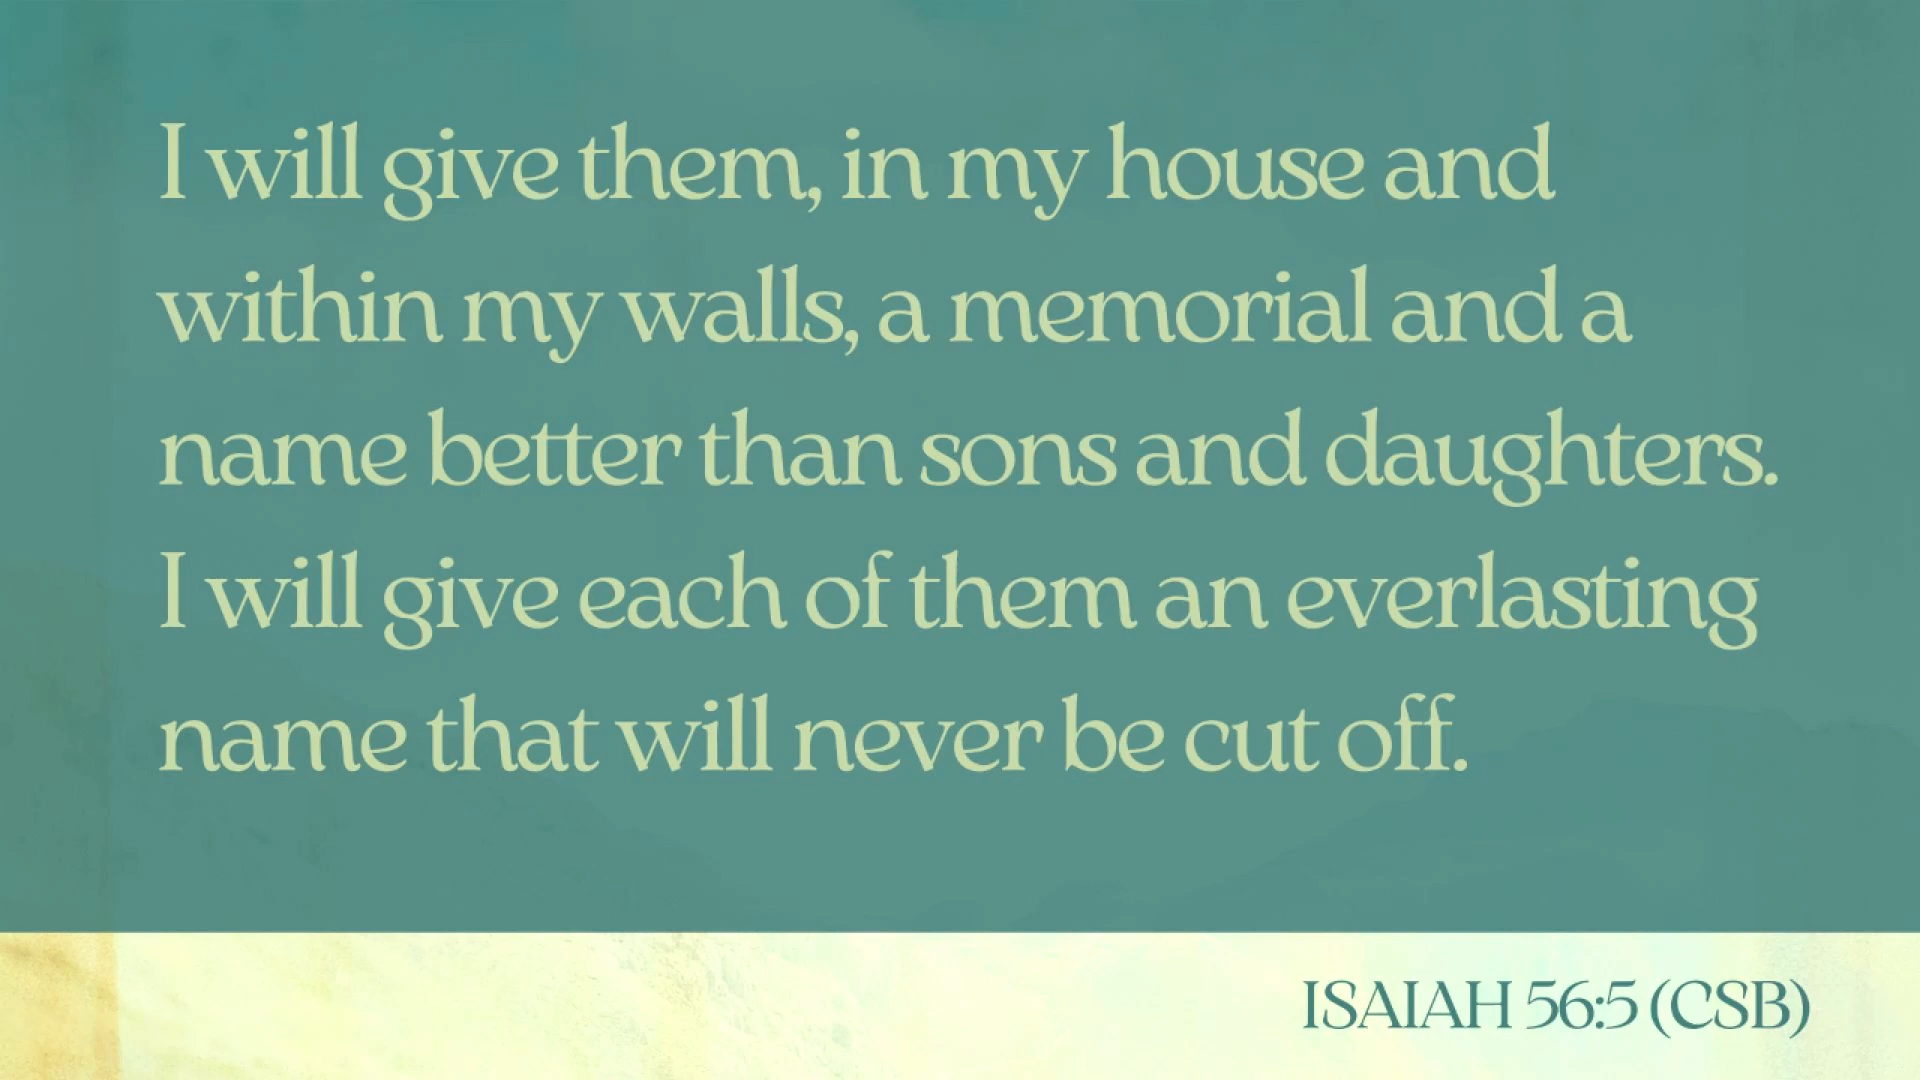 I will give them, in my house and
within my walls, a memorial and a
name better than sons and daughters.
I will give each of them an everlasting
name that will never be cut off.
ISAIAH 56:5 (CSB)